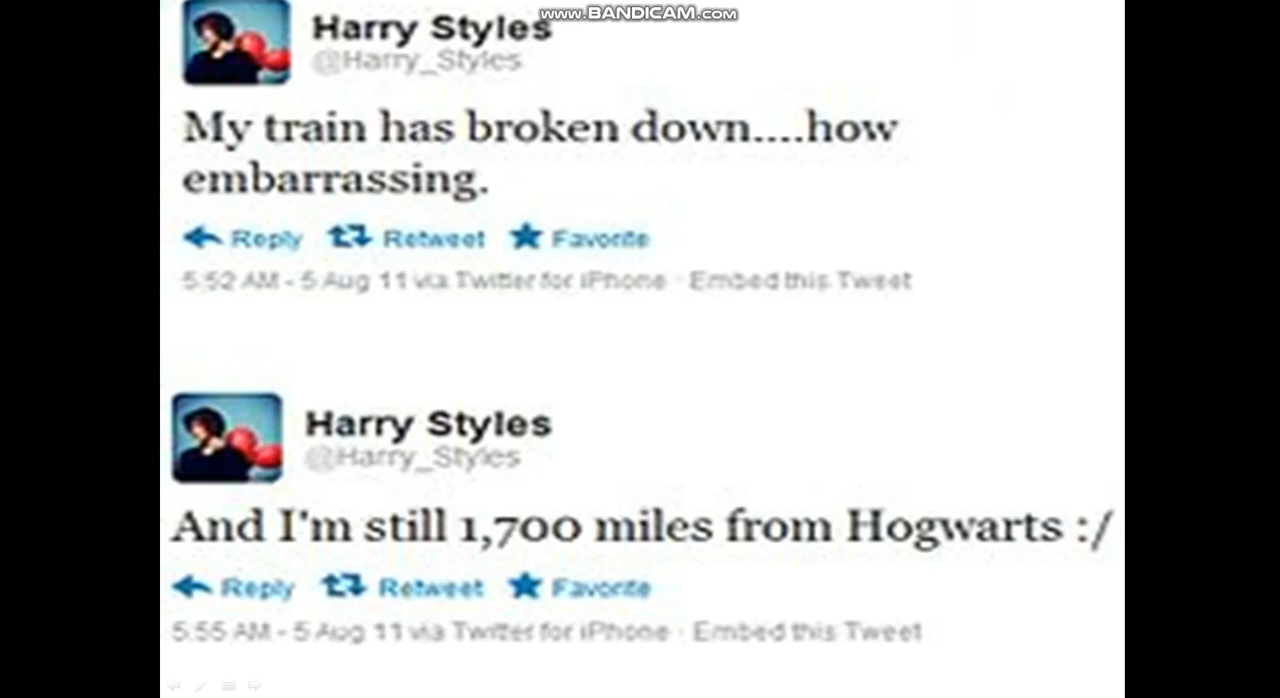 www.BANDICAM.com
Harry Styles
@Harry_Styles
My train has broken down....how
embarrassing.
Reply Retweet Favorite
5:52 AM - 5 Aug 11 via Twitter for iPhone · Embed this Tweet
Harry Styles
@Harry_Styles
And I'm still 1,700 miles from Hogwarts :/
Reply Retweet Favorite
5:55 AM - 5 Aug 11 via Twitter for iPhone · Embed this Tweet